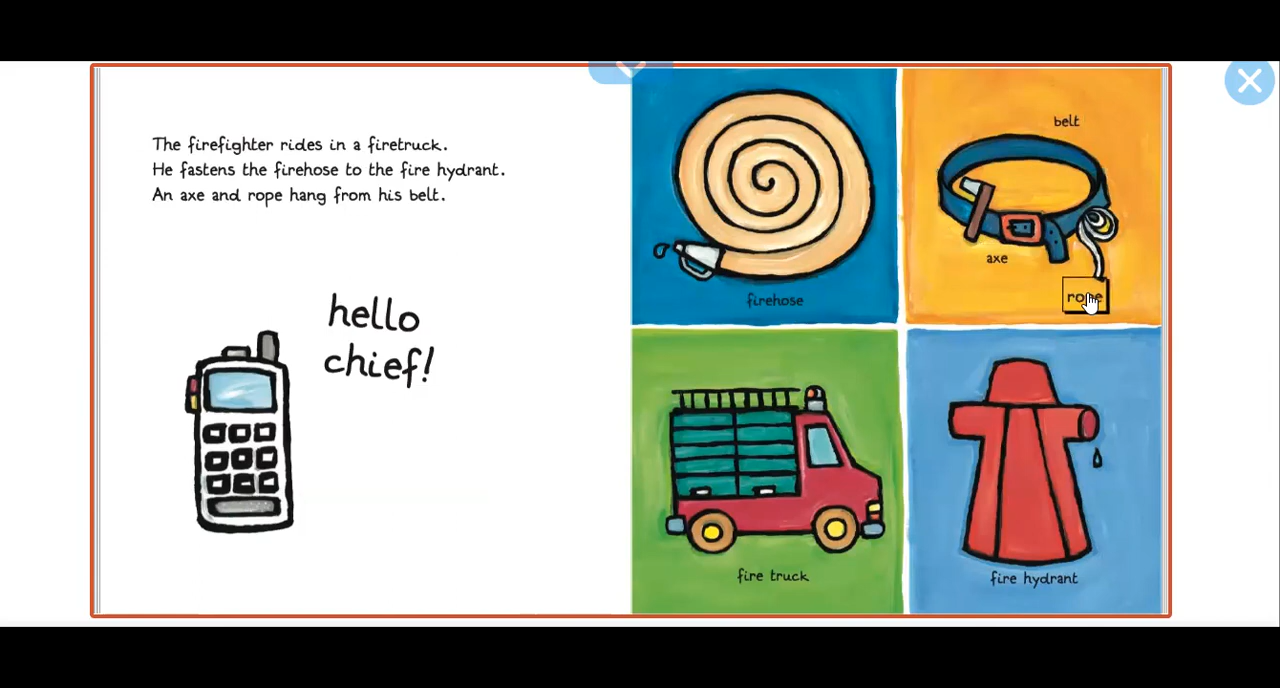 The firefighter rides in a firetruck.
He fastens the firehose to the fire hydrant.
An axe and rope hang from his belt.
hello
chief!
firehose
belt
axe
rope
fire truck
fire hydrant